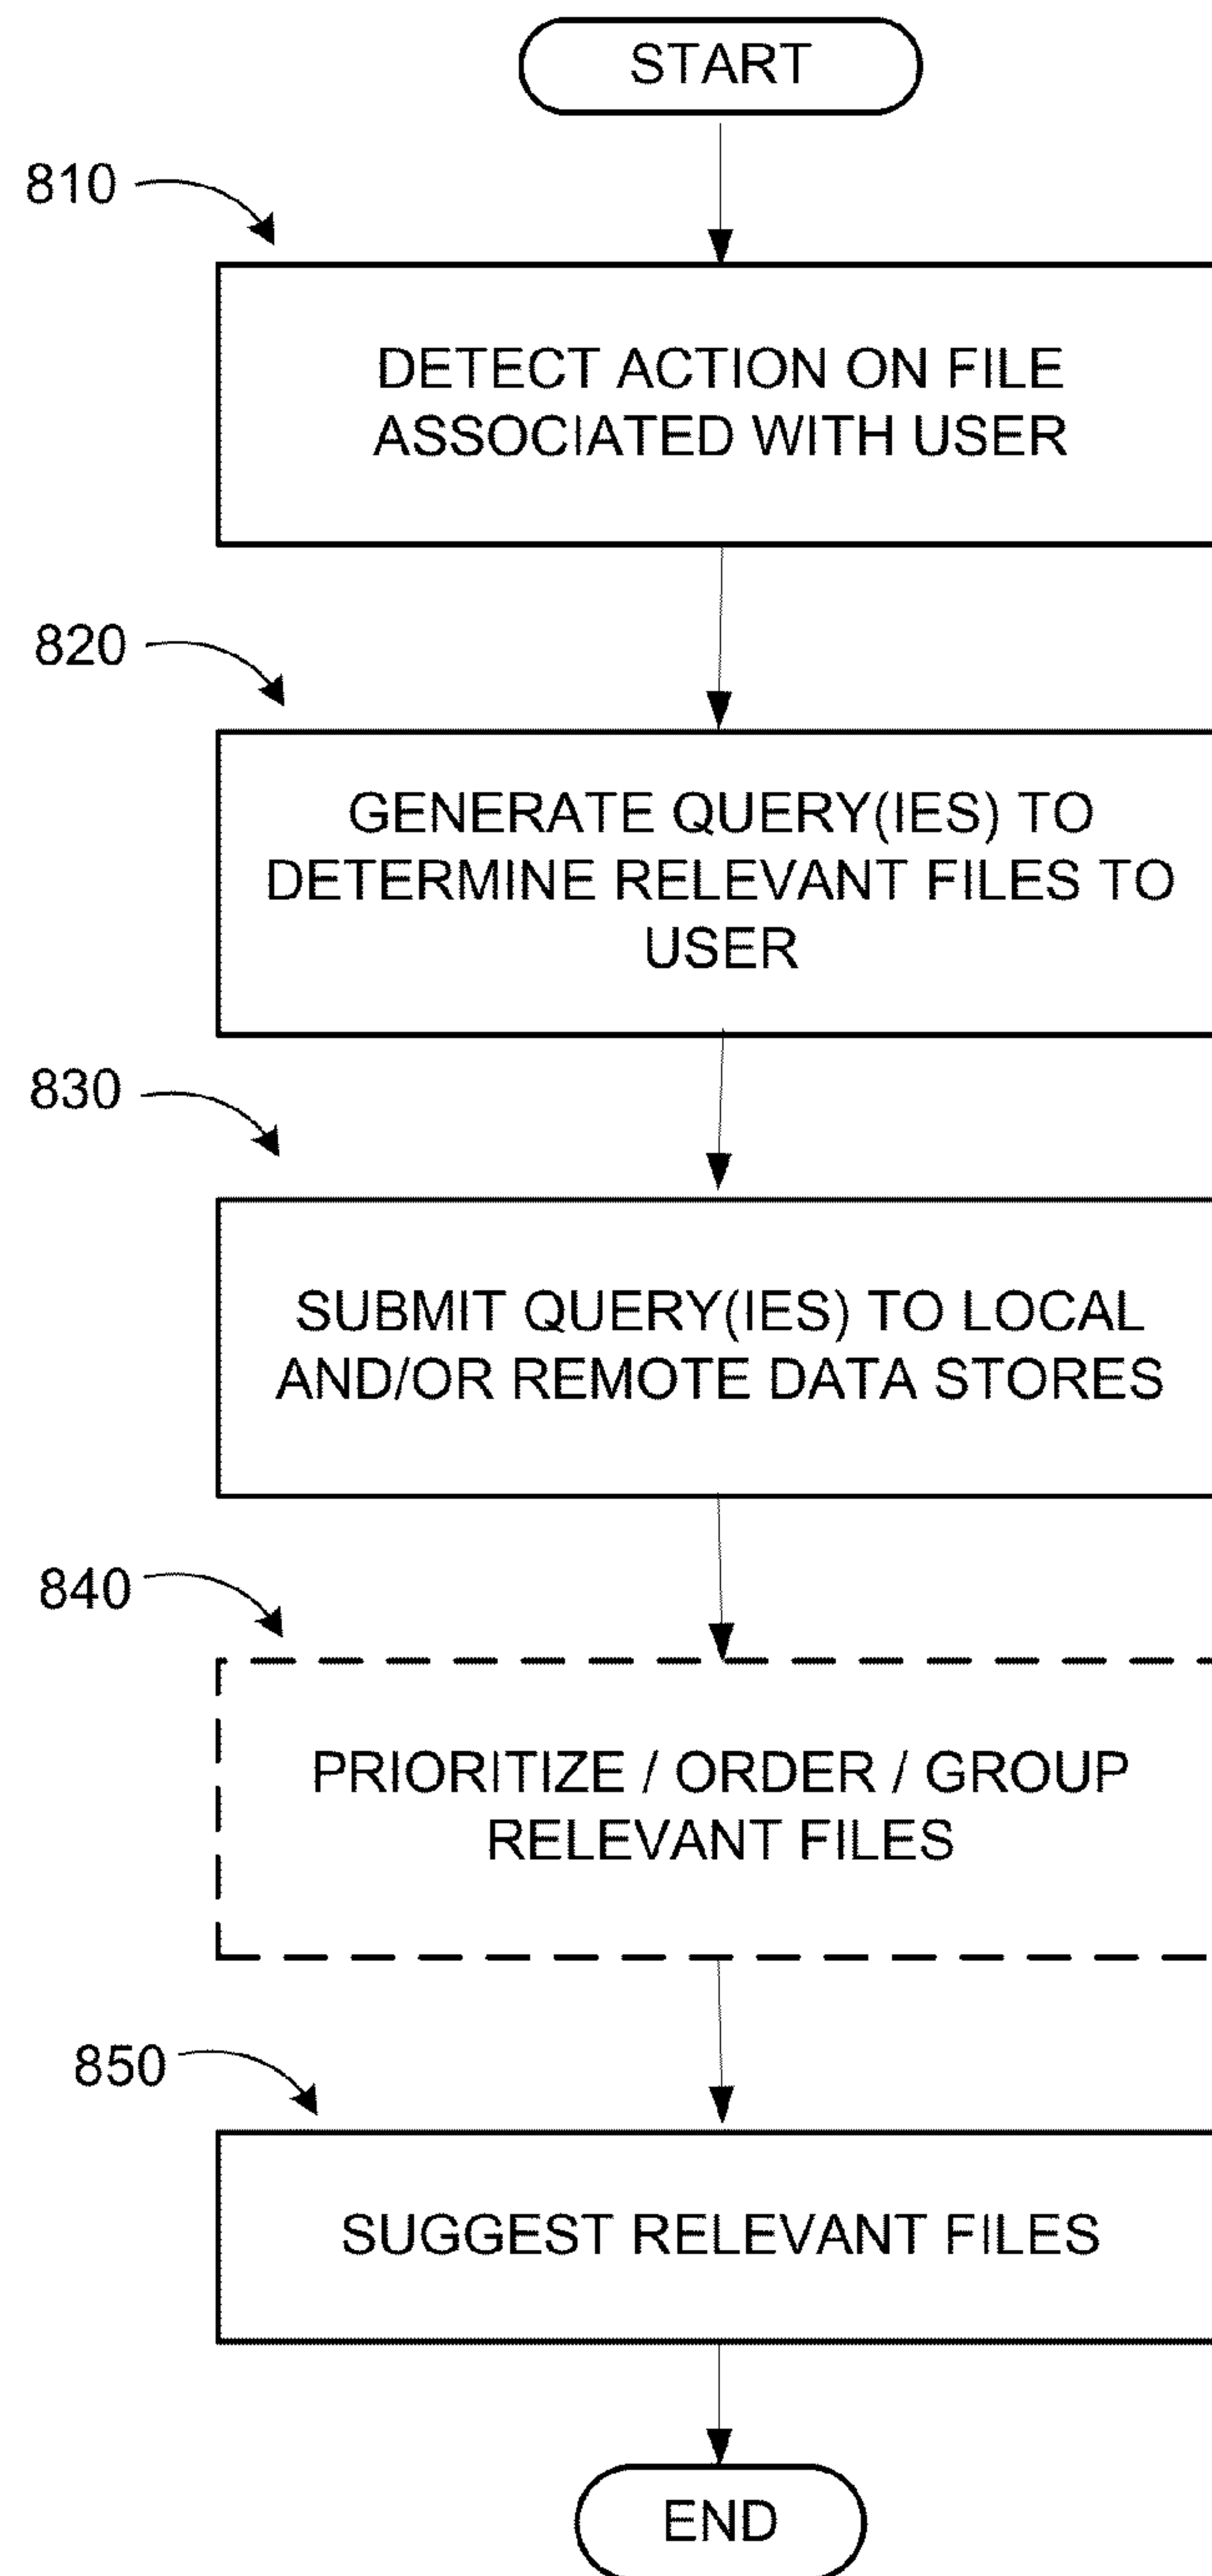 START
810
DETECT ACTION ON FILE
ASSOCIATED WITH USER
820
GENERATE QUERY(IES) TO
DETERMINE RELEVANT FILES TO
USER
830
SUBMIT QUERY(IES) TO LOCAL
AND/OR REMOTE DATA STORES
840
PRIORITIZE / ORDER / GROUP
RELEVANT FILES
850
SUGGEST RELEVANT FILES
END